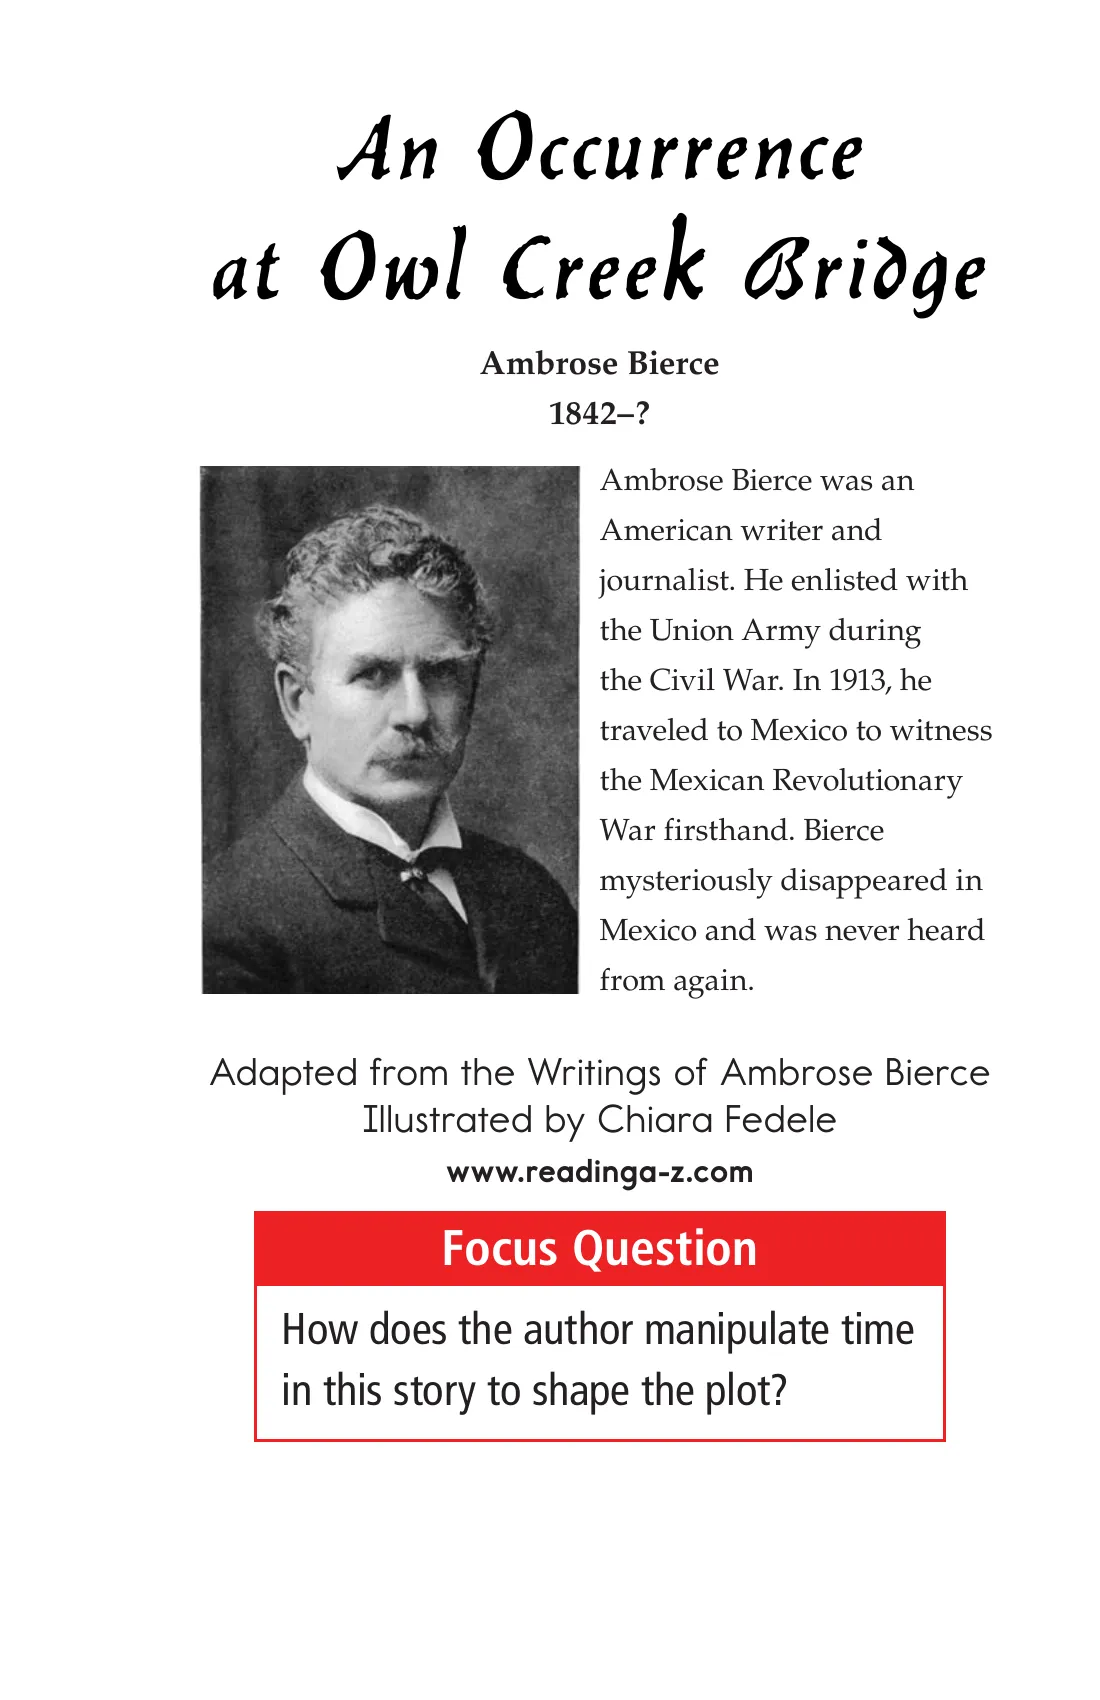 An Occurrence
at Owl Creek Bridge
Ambrose Bierce
1842–?
Ambrose Bierce was an
American writer and
journalist. He enlisted with
the Union Army during
the Civil War. In 1913, he
traveled to Mexico to witness
the Mexican Revolutionary
War firsthand. Bierce
mysteriously disappeared in
Mexico and was never heard
from again.
Adapted from the Writings of Ambrose Bierce
Illustrated by Chiara Fedele
www.readinga-z.com
Focus Question
How does the author manipulate time
in this story to shape the plot?